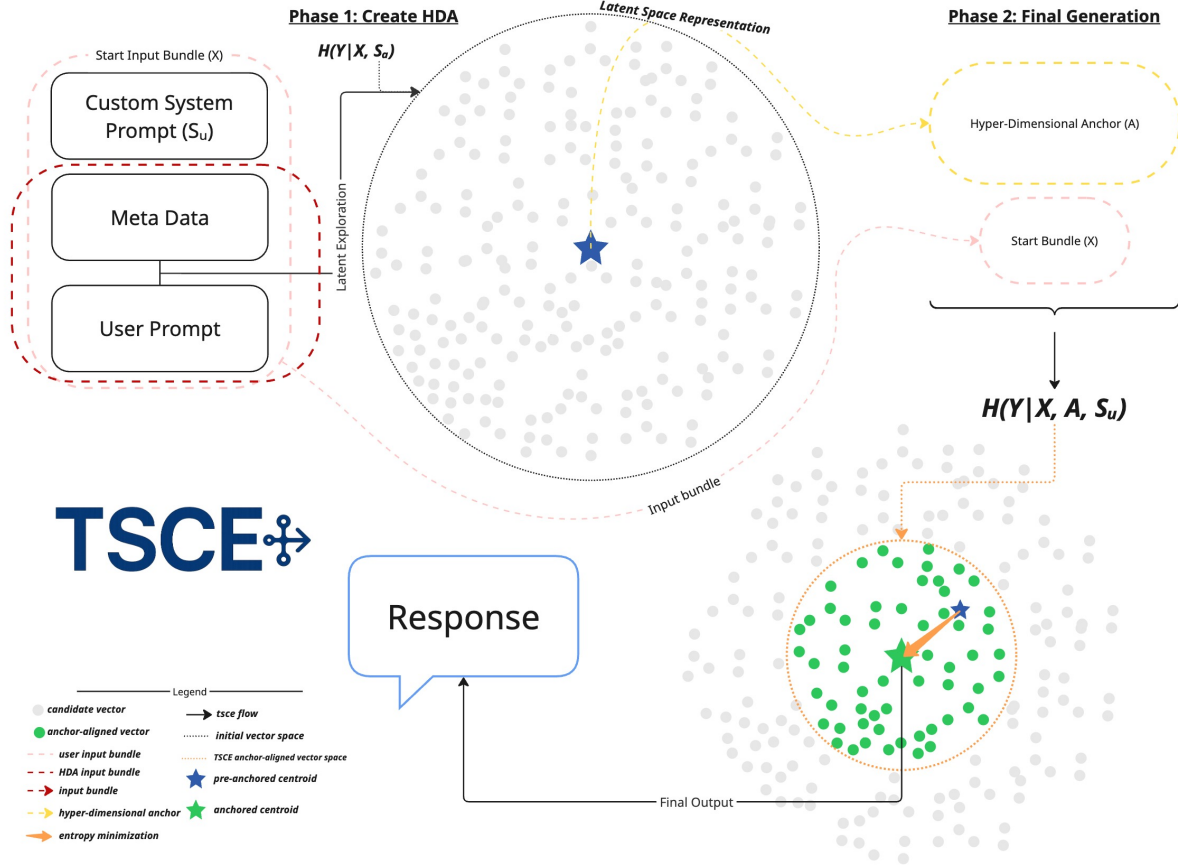 Phase 1: Create HDA
Latent Space Representation
Phase 2: Final Generation
Start Input Bundle (X)
H(Y|X, Sₐ)
Custom System
Prompt (Sᵤ)
Hyper-Dimensional Anchor (A)
Meta Data
Latent Exploration
Start Bundle (X)
User Prompt
H(Y|X, A, Sᵤ)
Input bundle
TSCE
Response
Legend
candidate vector
anchor-aligned vector
user input bundle
HDA input bundle
input bundle
hyper-dimensional anchor
entropy minimization
tsce flow
initial vector space
TSCE anchor-aligned vector space
pre-anchored centroid
anchored centroid
Final Output